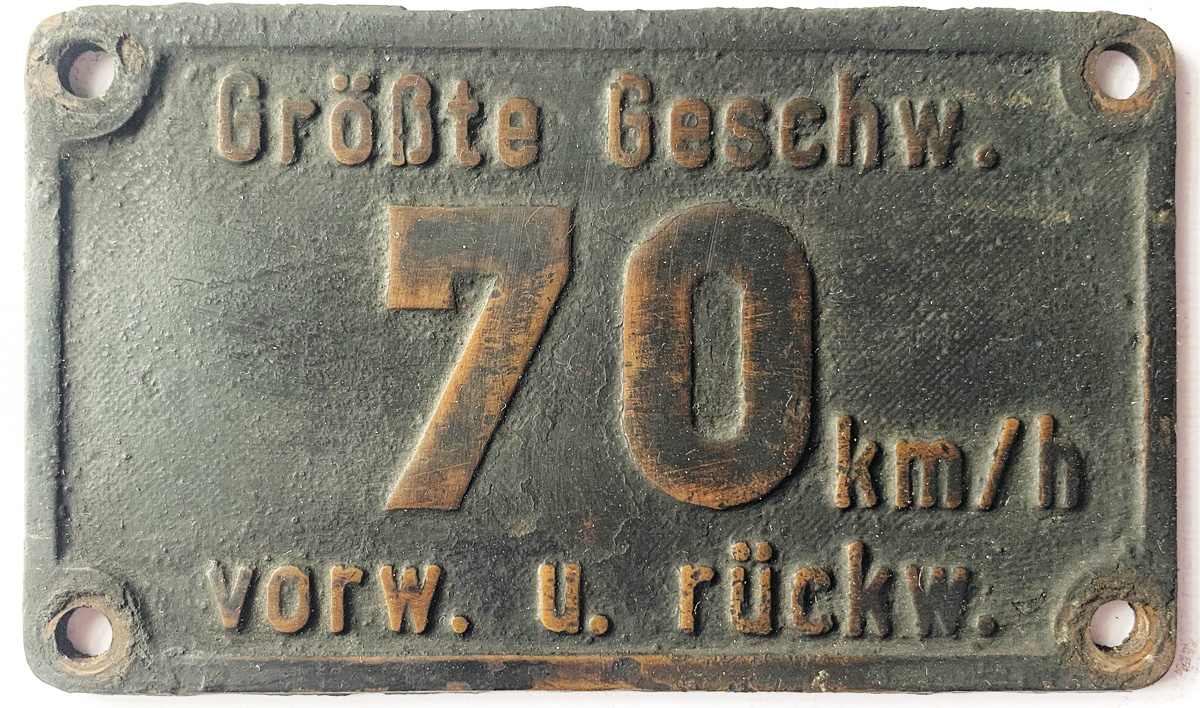 Größte Geschw.
70 km/h
vorw. u. rückw.